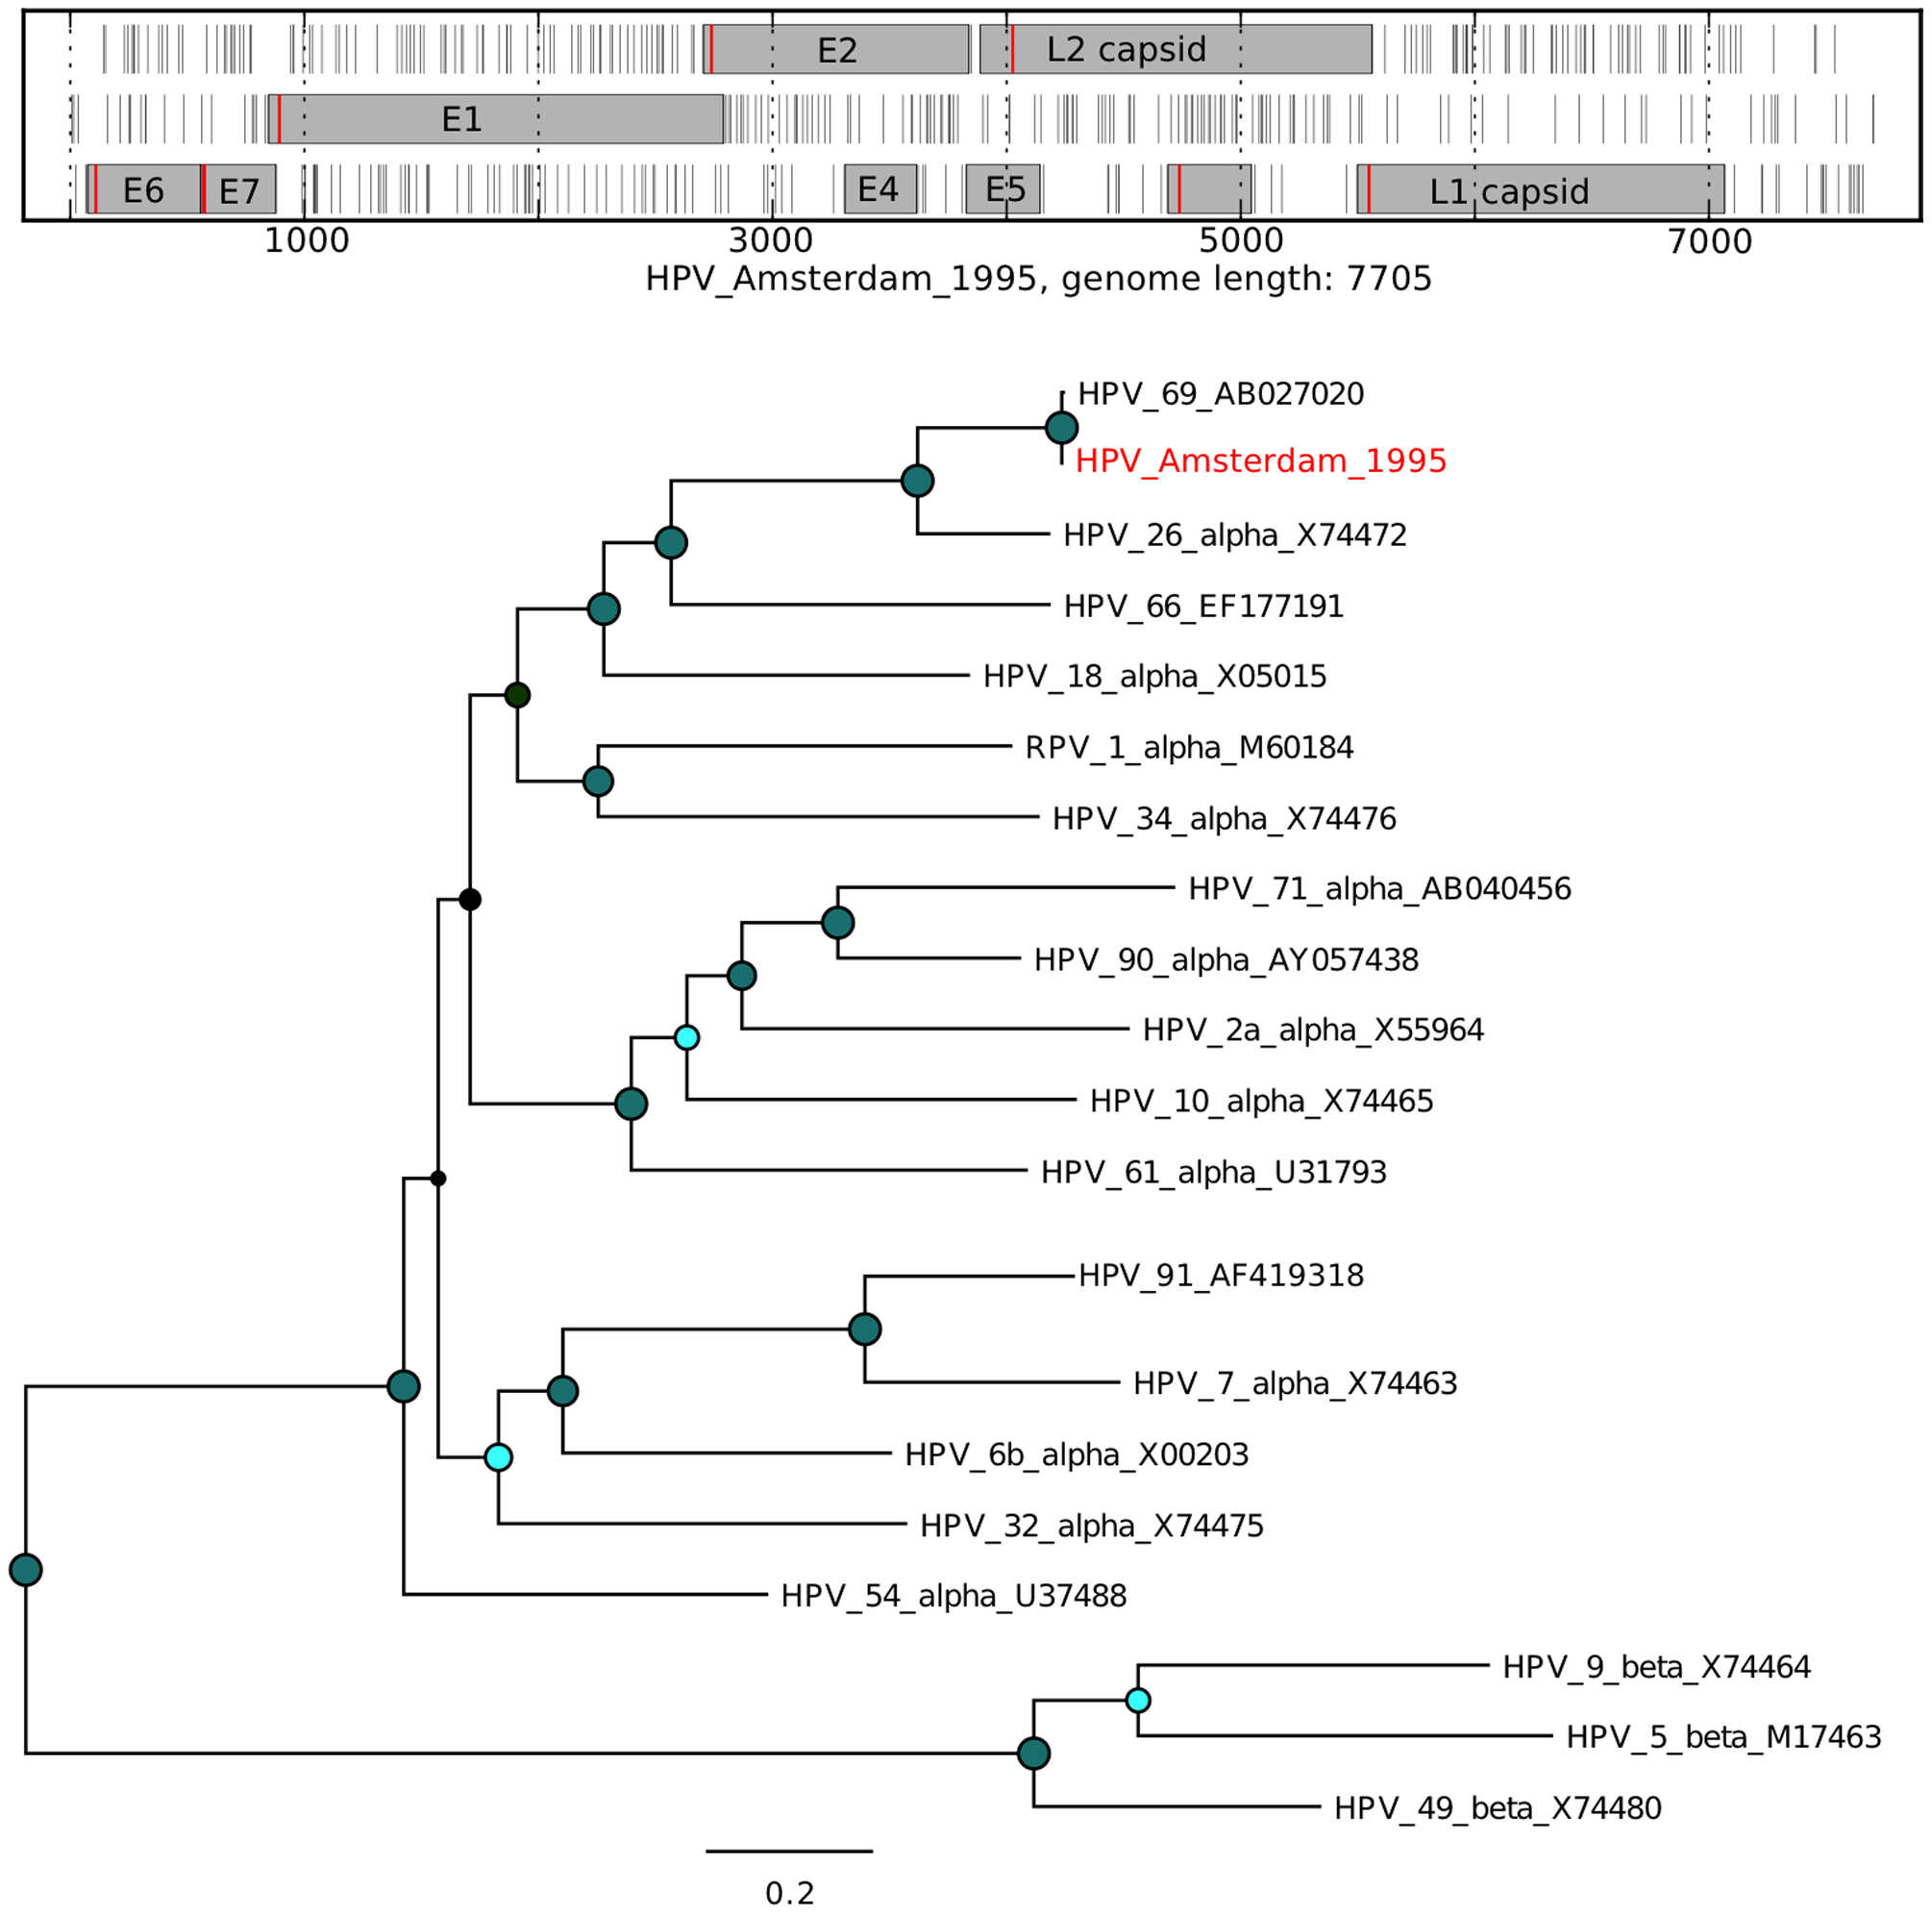 E2 L2 capsid
E1
E6 E7 E4 E5 L1 capsid
1000 3000 5000 7000
HPV_Amsterdam_1995, genome length: 7705
HPV_69_AB027020
HPV_Amsterdam_1995
HPV_26_alpha_X74472
HPV_66_EF177191
HPV_18_alpha_X05015
RPV_1_alpha_M60184
HPV_34_alpha_X74476
HPV_71_alpha_AB040456
HPV_90_alpha_AY057438
HPV_2a_alpha_X55964
HPV_10_alpha_X74465
HPV_61_alpha_U31793
HPV_91_AF419318
HPV_7_alpha_X74463
HPV_6b_alpha_X00203
HPV_32_alpha_X74475
HPV_54_alpha_U37488
HPV_9_beta_X74464
HPV_5_beta_M17463
HPV_49_beta_X74480
0.2